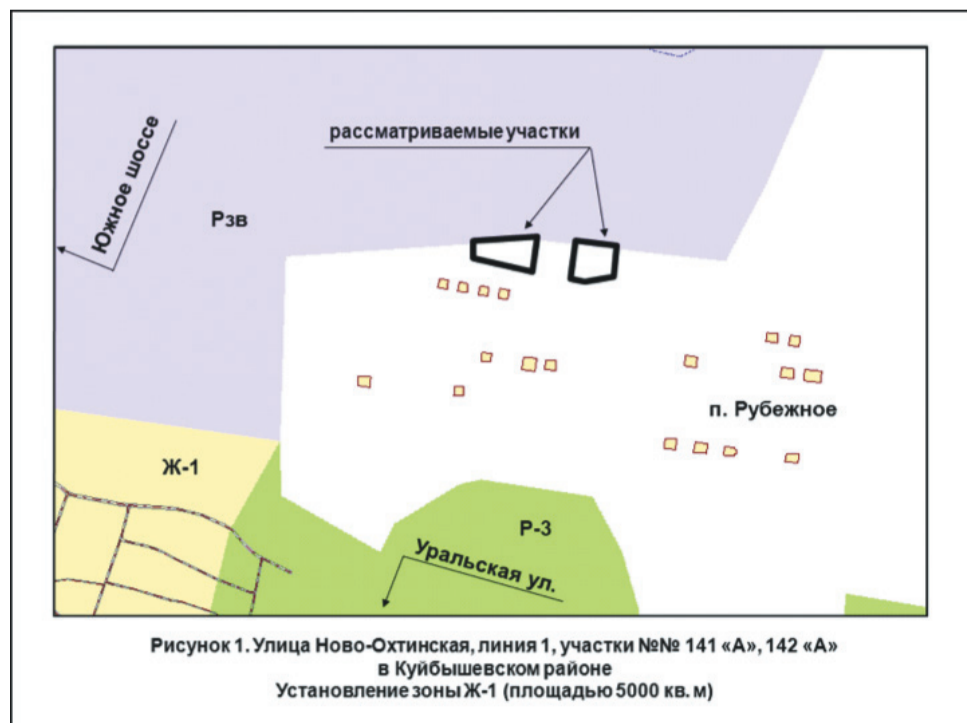 рассматриваемые участки
Южное шоссе
Рзв
п. Рубежное
Ж-1
Р-3
Уральская ул.
Рисунок 1. Улица Ново-Охтинская, линия 1, участки №№ 141 «А», 142 «А»
в Куйбышевском районе
Установление зоны Ж-1 (площадью 5000 кв. м)